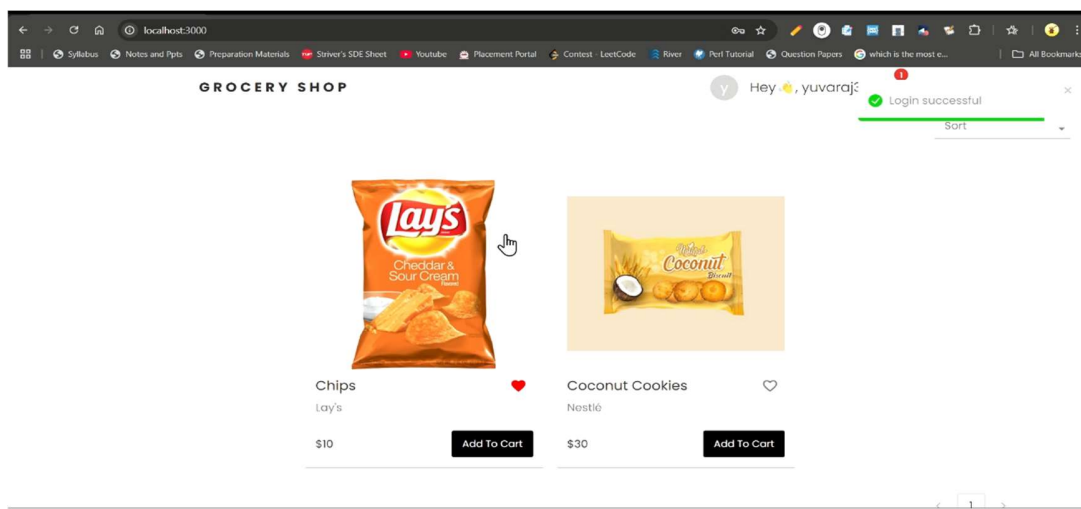 localhost:3000
Syllabus Notes and Ppts Preparation Materials Striver's SDE Sheet Youtube Placement Portal Contest - LeetCode River Perl Tutorial Question Papers which is the most e... All Bookmarks
GROCERY SHOP
y Hey 👋, yuvaraj3
1
Login successful
Sort
Lay's
Cheddar &
Sour Cream
Coconut
Biscuit
Chips
Lay's
$10 Add To Cart
Coconut Cookies
Nestlé
$30 Add To Cart
1